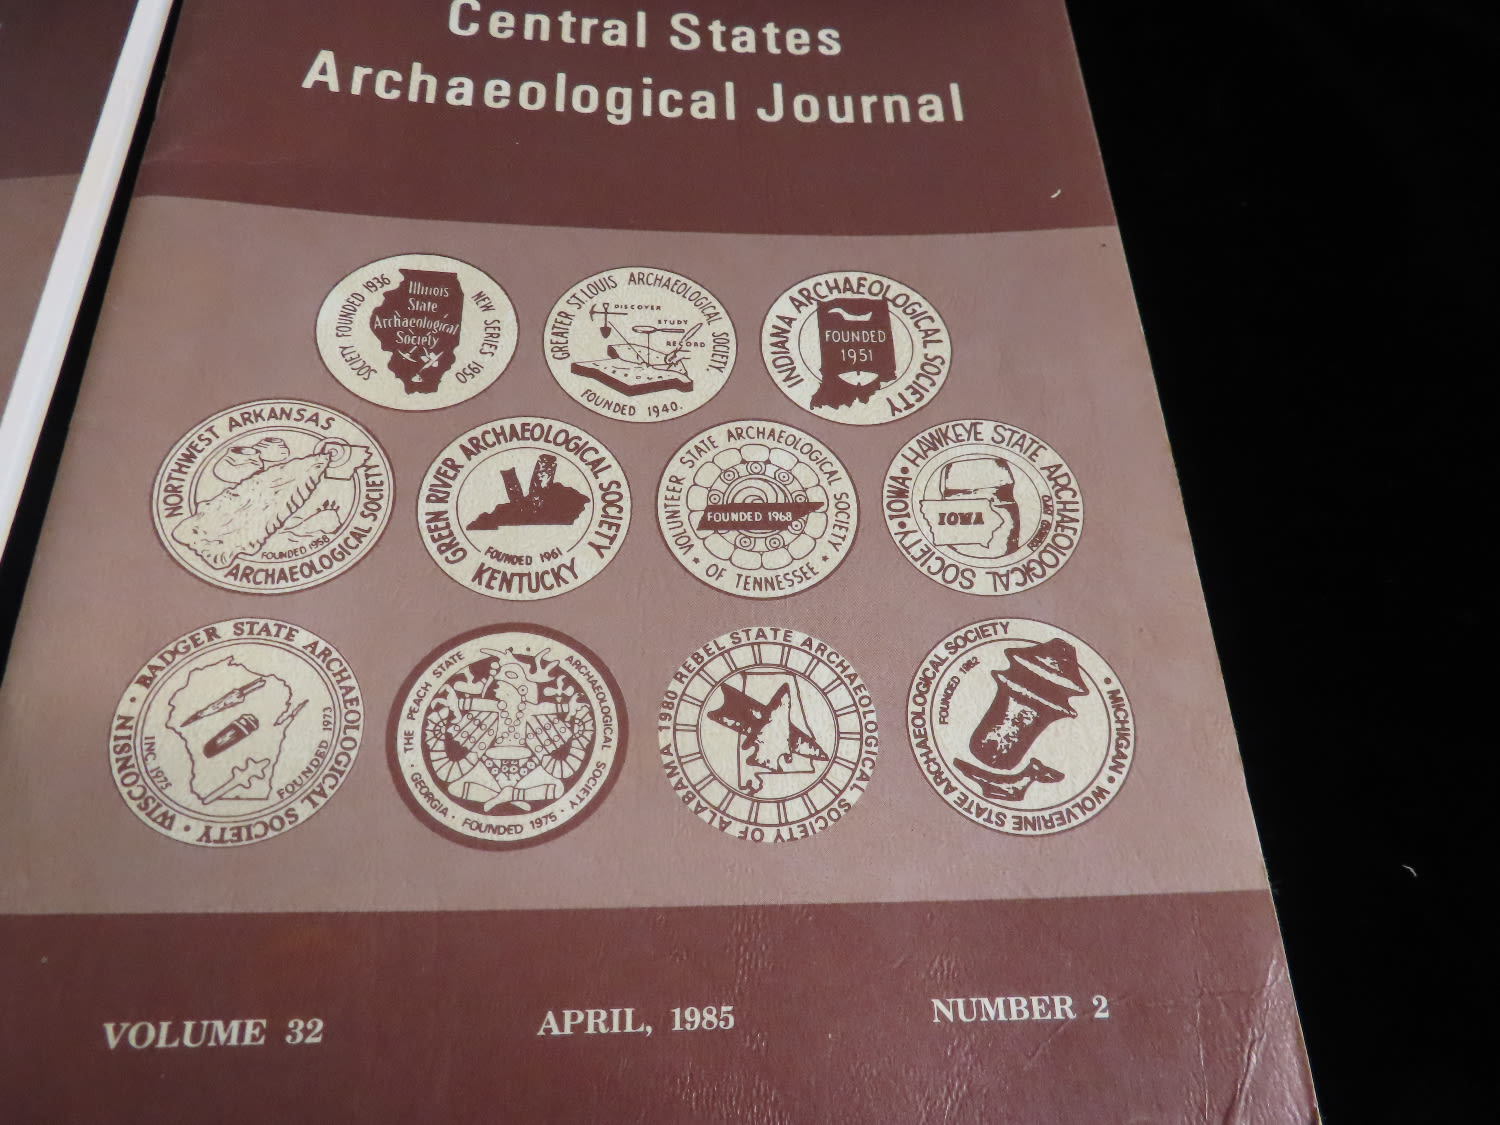 Central States
Archaeological Journal
SOCIETY FOUNDED 1936
NEW SERIES 1950
Illinois
State
Archaeological
Society
GREATER ST. LOUIS ARCHAEOLOGICAL SOCIETY.
DISCOVER
STUDY
RECORD
FOUNDED 1940.
INDIANA ARCHAEOLOGICAL SOCIETY
FOUNDED
1951
NORTHWEST ARKANSAS
ARCHAEOLOGICAL SOCIETY
FOUNDED 1958
GREEN RIVER ARCHAEOLOGICAL SOCIETY
FOUNDED 1961
KENTUCKY
VOLUNTEER STATE ARCHAEOLOGICAL SOCIETY
FOUNDED 1968
★ OF TENNESSEE ★
IOWA • HAWKEYE STATE ARCHAEOLOGICAL SOCIETY •
BADGER STATE ARCHAEOLOGICAL SOCIETY • WISCONSIN •
INC. 1975
FOUNDED 1973
THE PEACH STATE ARCHAEOLOGICAL SOCIETY
• GEORGIA • FOUNDED 1975 •
1980 REBEL STATE ARCHAEOLOGICAL SOCIETY OF ALABAMA
WOLVERINE STATE ARCHAEOLOGICAL SOCIETY
• MICHIGAN •
FOUNDED 1982
VOLUME 32
APRIL, 1985
NUMBER 2